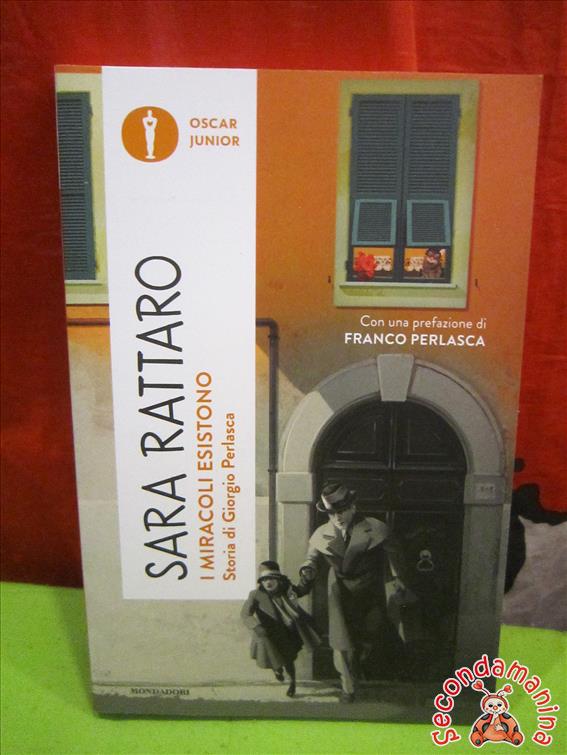 OSCAR
JUNIOR
SARA RATTARO
I MIRACOLI ESISTONO
Storia di Giorgio Perlasca
Con una prefazione di
FRANCO PERLASCA
MONDADORI
Secondamanina